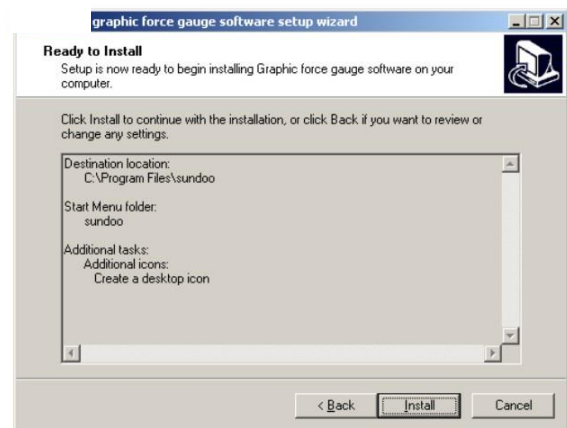 graphic force gauge software setup wizard
Ready to Install
Setup is now ready to begin installing Graphic force gauge software on your
computer.
Click Install to continue with the installation, or click Back if you want to review or
change any settings.
Destination location:
C:\Program Files\sundoo
Start Menu folder:
sundoo
Additional tasks:
Additional icons:
Create a desktop icon
< Back
Install
Cancel